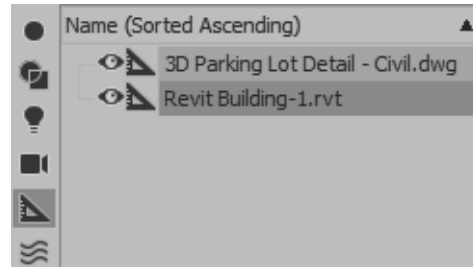 Name (Sorted Ascending)
3D Parking Lot Detail - Civil.dwg
Revit Building-1.rvt